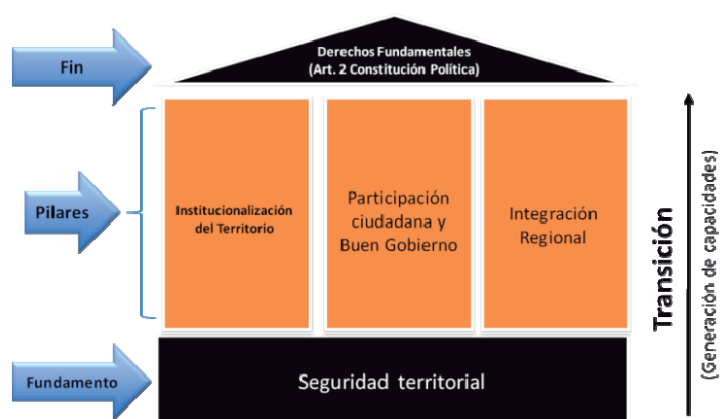 Derechos Fundamentales
(Art. 2 Constitución Política)
Fin
Pilares
Institucionalización
del Territorio
Participación
ciudadana y
Buen Gobierno
Integración
Regional
Transición
(Generación de capacidades)
Fundamento
Seguridad territorial